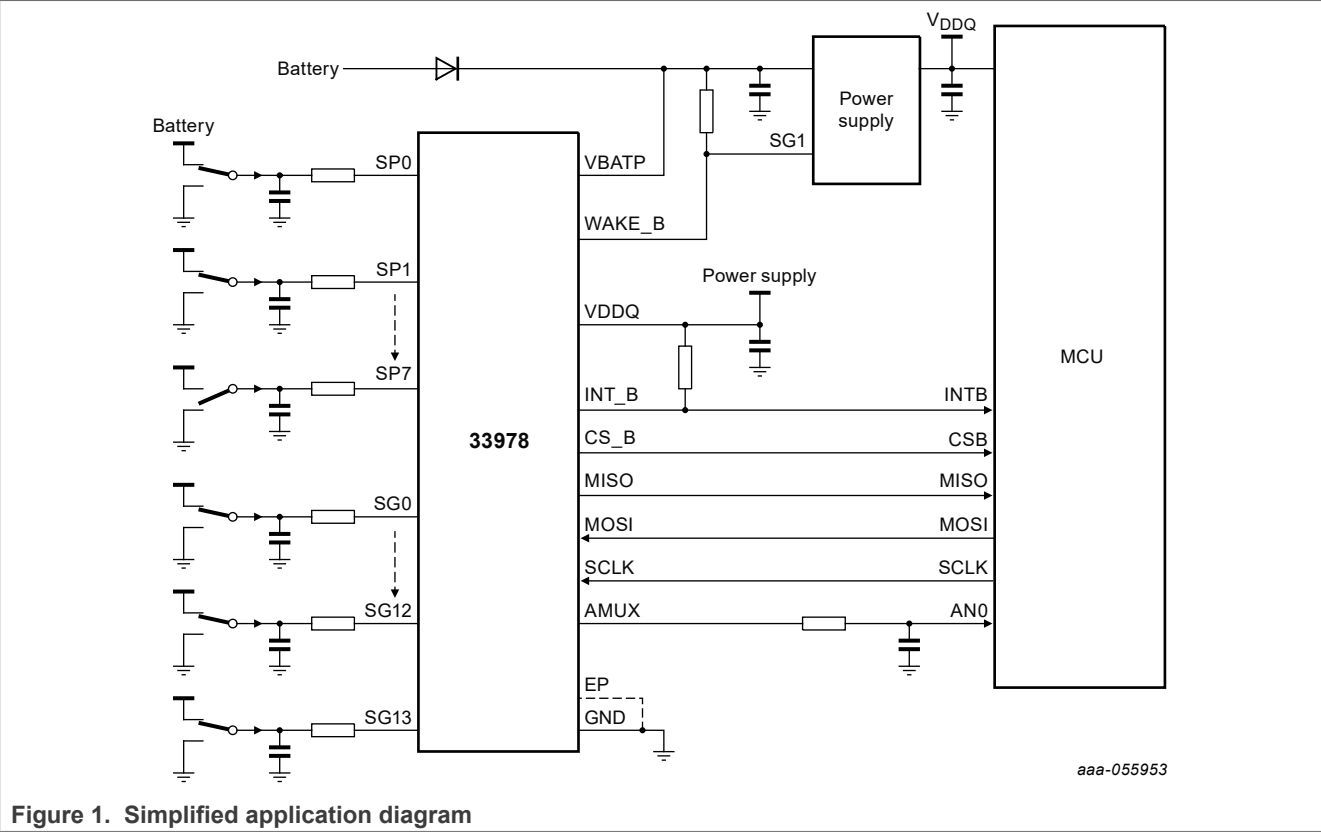 VDDQ
Battery
Power
supply
Battery
SG1
SP0
VBATP
WAKE_B
SP1
Power supply
VDDQ
MCU
SP7
INT_B
INTB
33978
CS_B
CSB
MISO
MISO
SG0
MOSI
MOSI
SCLK
SCLK
SG12
AMUX
AN0
EP
SG13
GND
aaa-055953
Figure 1. Simplified application diagram